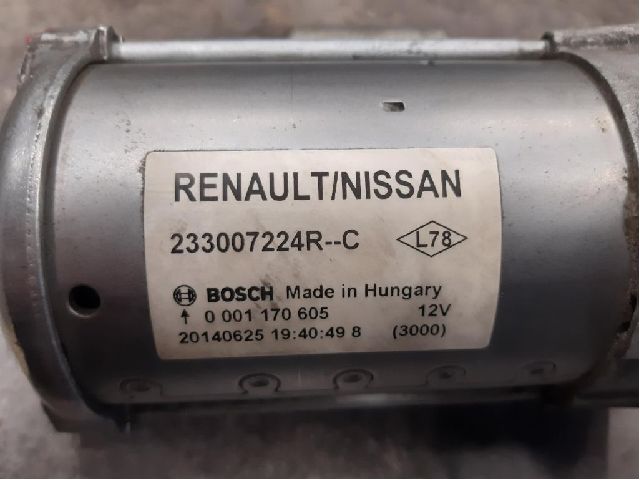 RENAULT/NISSAN
233007224R--C L78
BOSCH Made in Hungary
↑ 0 001 170 605 12V
20140625 19:40:49 8 (3000)